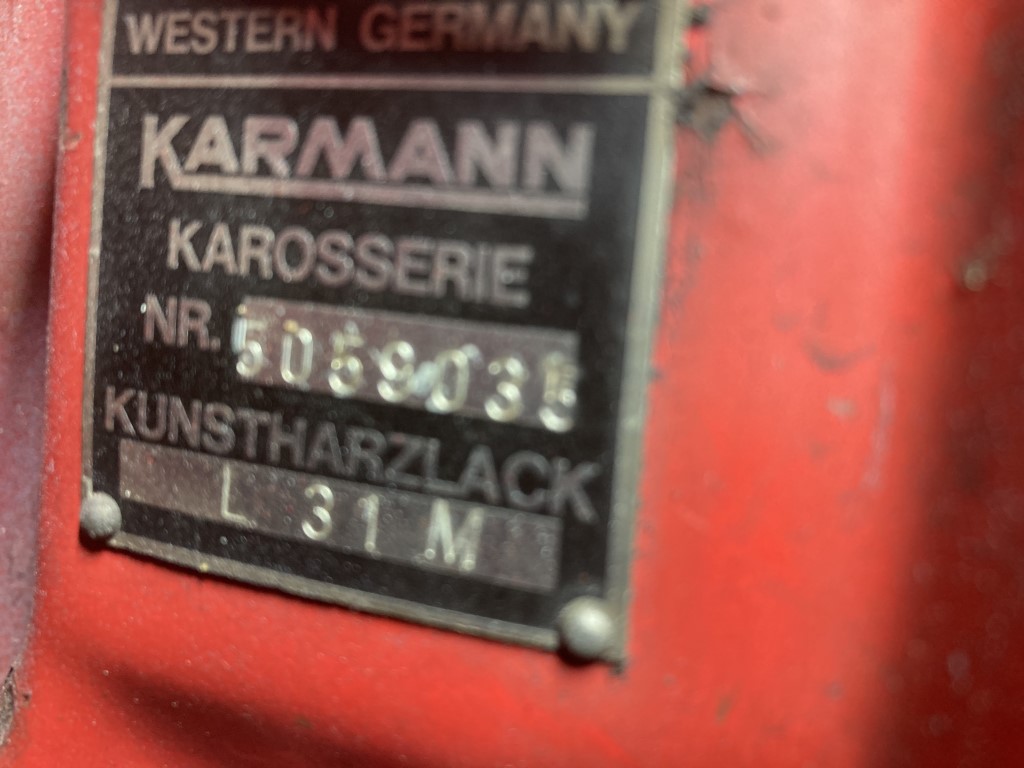 WESTERN GERMANY
KARMANN
KAROSSERIE
NR. 5059035
KUNSTHARZLACK
L 31 M